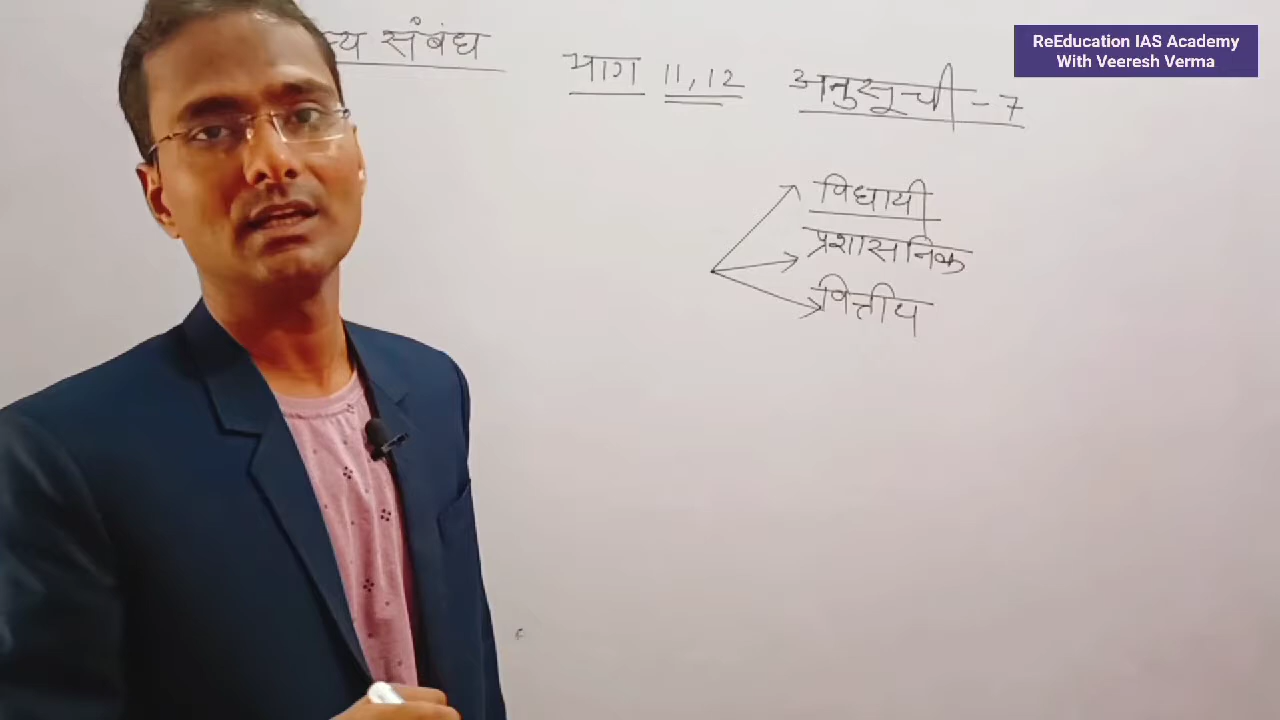 संबंध भाग 11, 12 अनुसूची - 7
विधायी
प्रशासनिक
वित्तीय
ReEducation IAS Academy
With Veeresh Verma